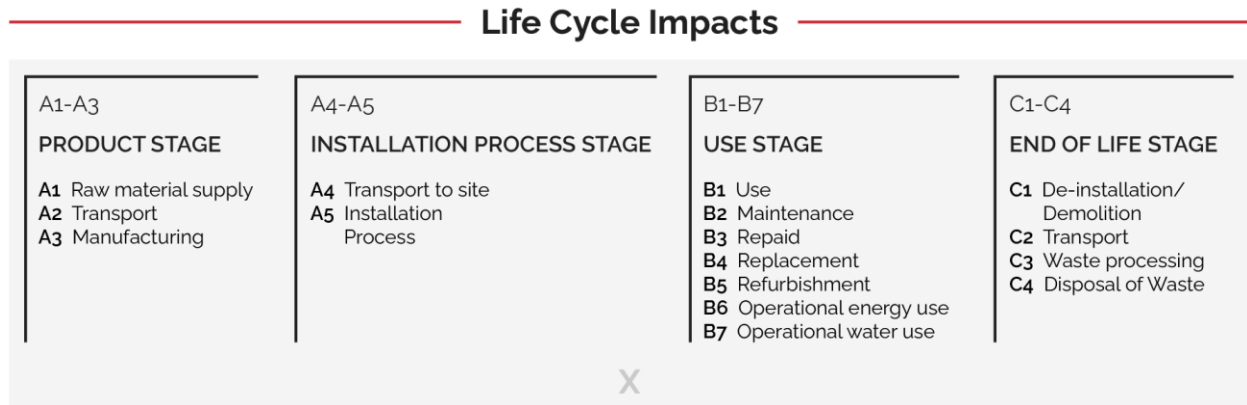 Life Cycle Impacts
A1-A3
PRODUCT STAGE
A1 Raw material supply
A2 Transport
A3 Manufacturing
A4-A5
INSTALLATION PROCESS STAGE
A4 Transport to site
A5 Installation
Process
B1-B7
USE STAGE
B1 Use
B2 Maintenance
B3 Repaid
B4 Replacement
B5 Refurbishment
B6 Operational energy use
B7 Operational water use
C1-C4
END OF LIFE STAGE
C1 De-installation/
Demolition
C2 Transport
C3 Waste processing
C4 Disposal of Waste
X